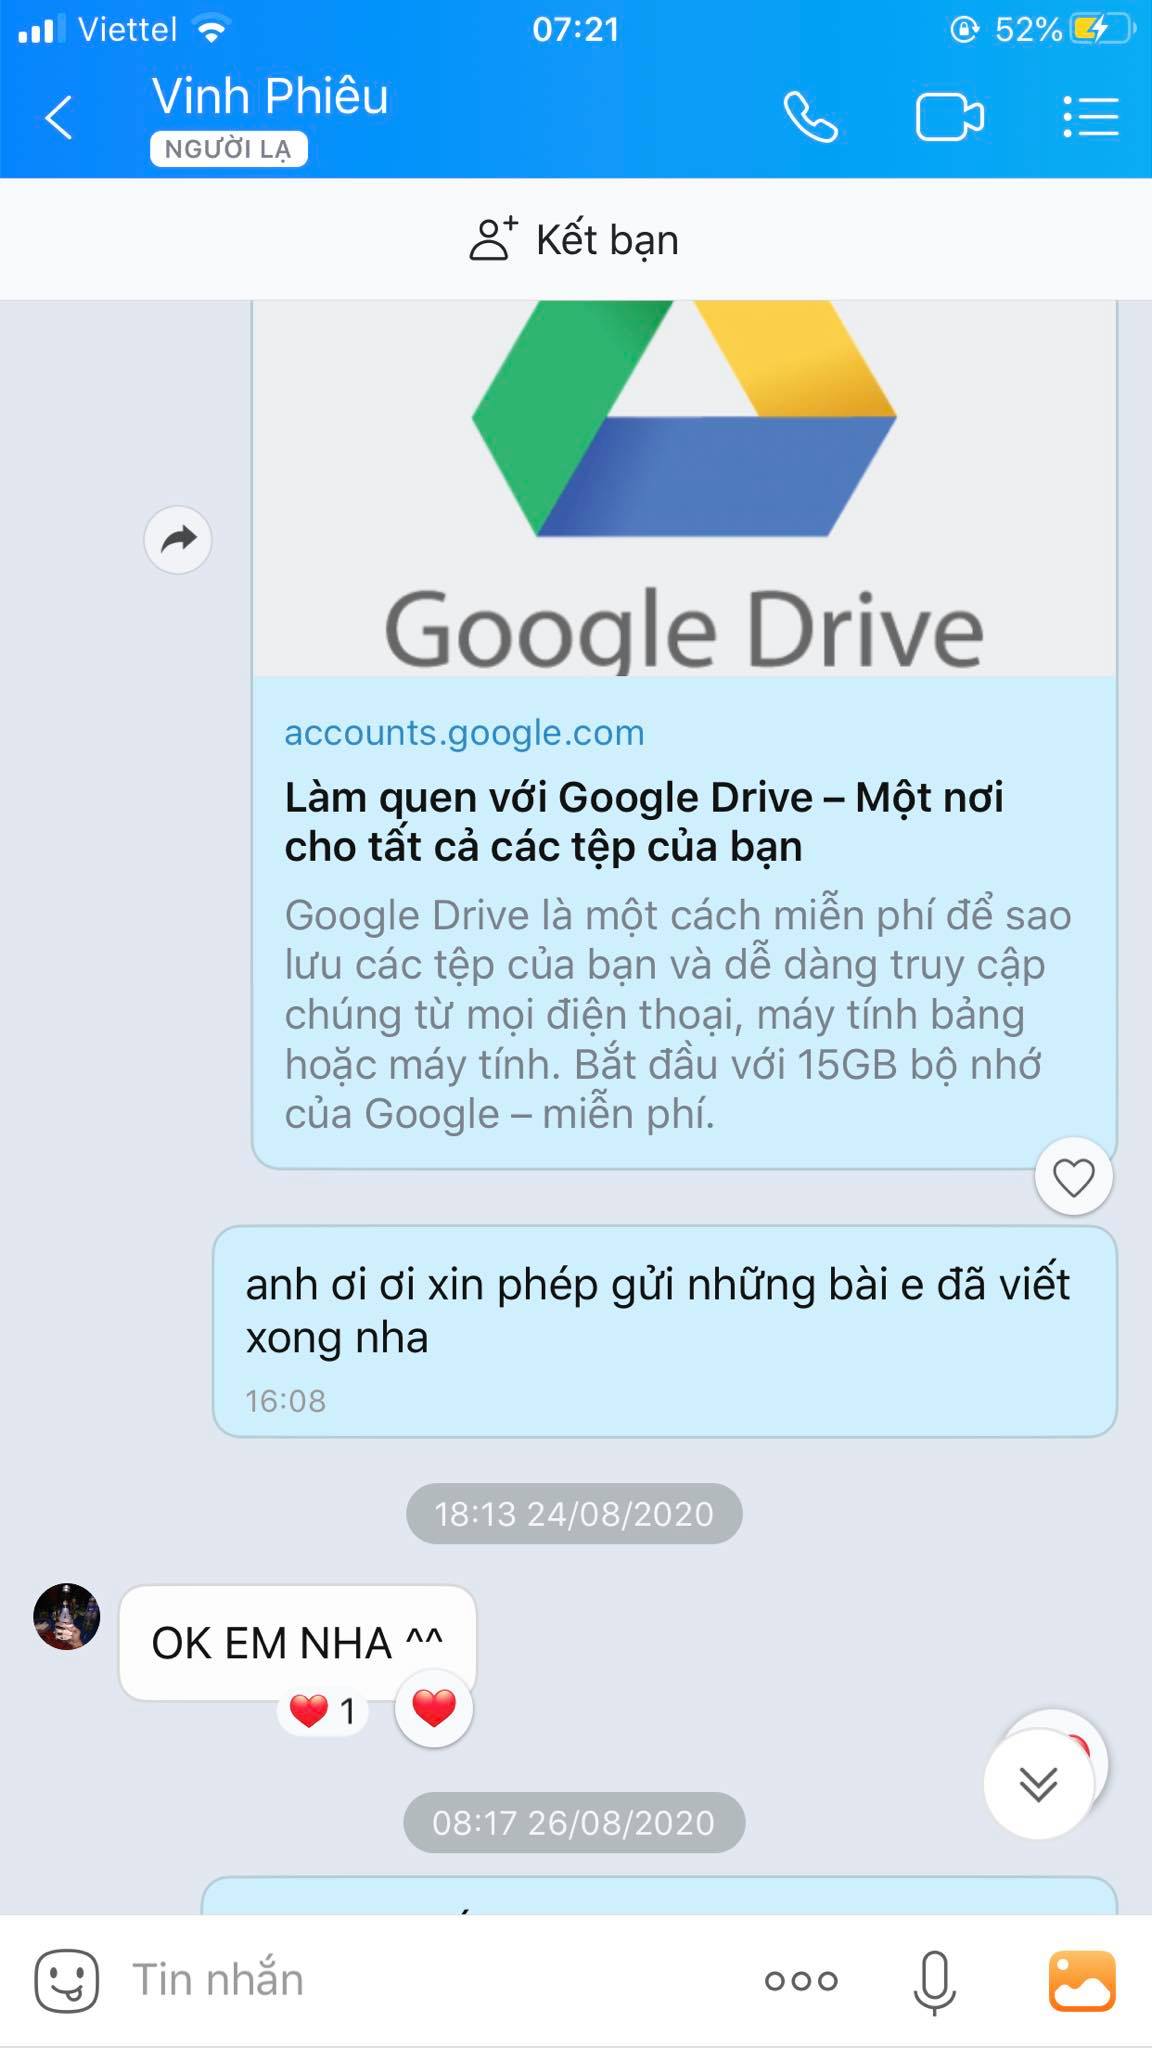 Viettel 07:21 52%
Vinh Phiêu
NGƯỜI LẠ
Kết bạn
Google Drive
accounts.google.com
Làm quen với Google Drive – Một nơi
cho tất cả các tệp của bạn
Google Drive là một cách miễn phí để sao
lưu các tệp của bạn và dễ dàng truy cập
chúng từ mọi điện thoại, máy tính bảng
hoặc máy tính. Bắt đầu với 15GB bộ nhớ
của Google – miễn phí.
anh ơi ơi xin phép gửi những bài e đã viết
xong nha
16:08
18:13 24/08/2020
OK EM NHA ^^
1
08:17 26/08/2020
Tin nhắn